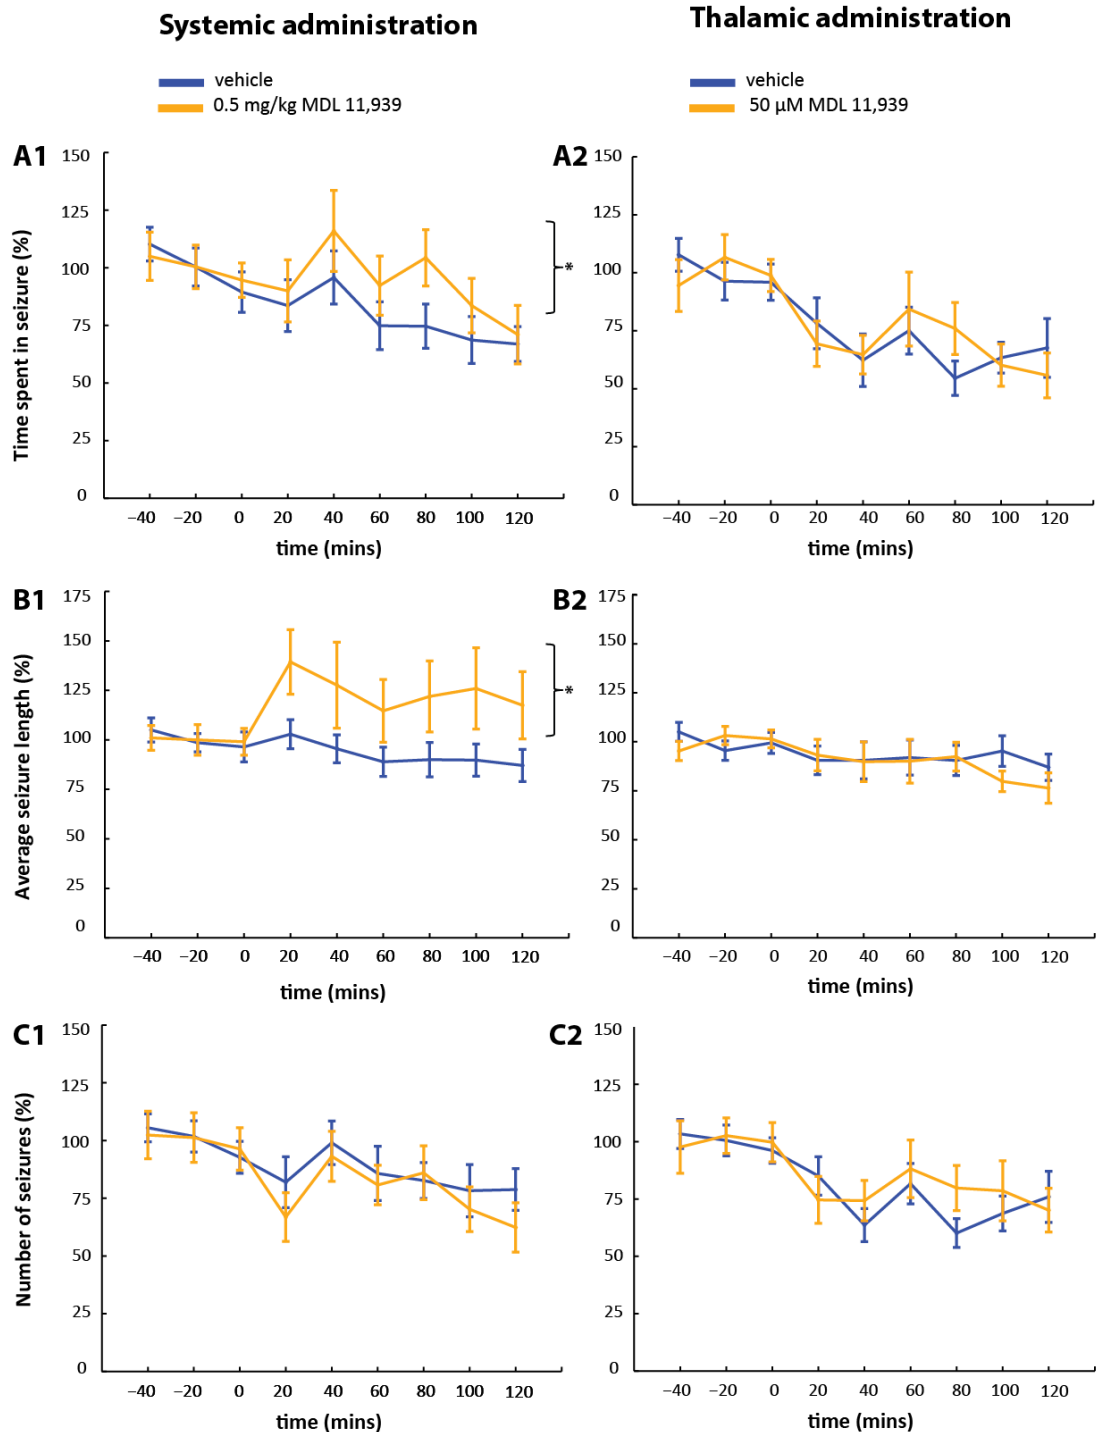 Systemic administration
Thalamic administration
vehicle
0.5 mg/kg MDL 11,939
vehicle
50 µM MDL 11,939
A1
150
125
100
75
50
25
0
Time spent in seizure (%)
*
−40 −20 0 20 40 60 80 100 120
time (mins)
A2
150
125
100
75
50
25
0
−40 −20 0 20 40 60 80 100 120
time (mins)
B1
175
150
125
100
75
50
25
0
Average seizure length (%)
*
−40 −20 0 20 40 60 80 100 120
time (mins)
B2
175
150
125
100
75
50
25
0
−40 −20 0 20 40 60 80 100 120
time (mins)
C1
150
125
100
75
50
25
0
Number of seizures (%)
−40 −20 0 20 40 60 80 100 120
time (mins)
C2
150
125
100
75
50
25
0
−40 −20 0 20 40 60 80 100 120
time (mins)